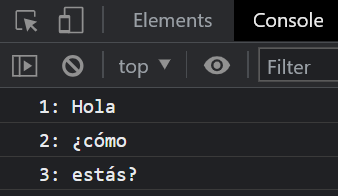 Elements Console
top Filter
1: Hola
2: ¿cómo
3: estás?